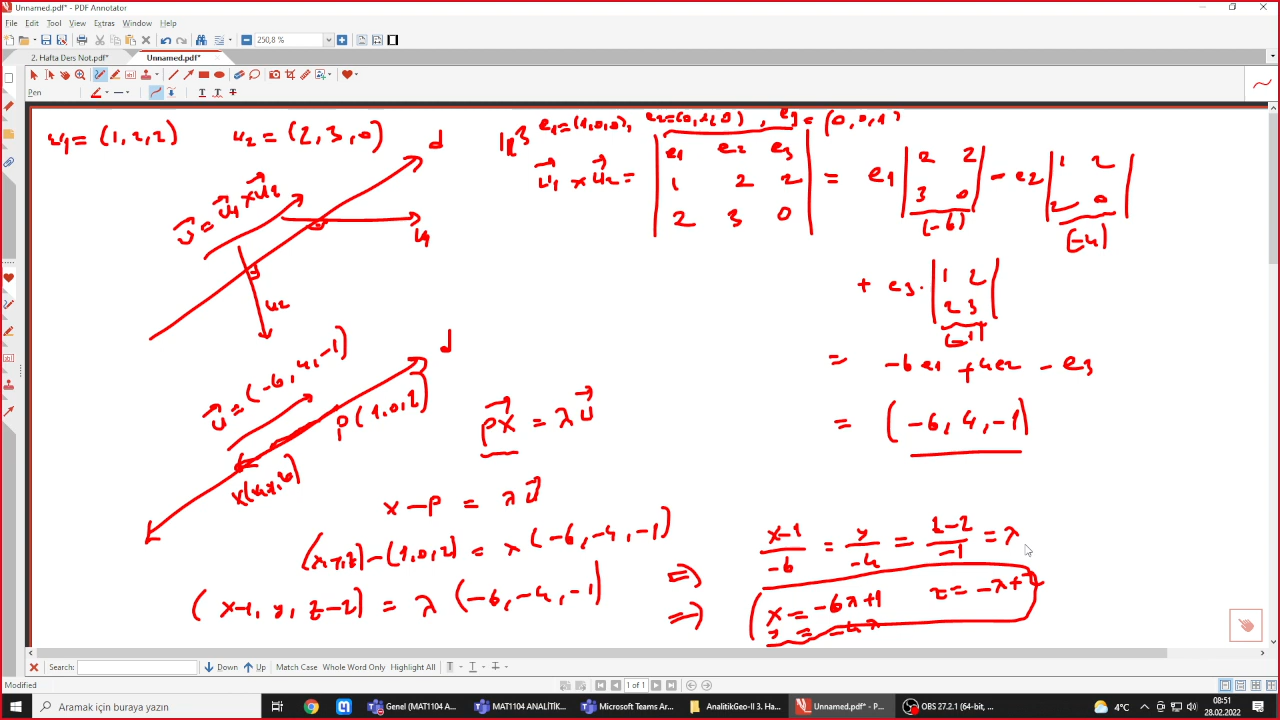 Unnamed.pdf* - PDF Annotator
File Edit Tool View Extras Window Help
250,8 %
2. Hafta Ders Not.pdf* Unnamed.pdf*
Pen
u₁ = (1,2,2) u₂ = (2,3,0) ℝ³ e₁=(1,0,0), e₂=(0,1,0), e₃=(0,0,1)
d
u = u₁ x u₂
u₁
u₂
u₁ x u₂ = | e₁ e₂ e₃ | = e₁ | 2 2 | - e₂ | 1 2 |
1 2 2
2 3 0 3 0 2 0
(-6) (-4)
+ e₃. | 1 2 |
2 3
(-1)
= -6e₁ + 4e₂ - e₃
= (-6, 4, -1)
d
u = (-6, 4, -1)
P(1,0,2)
x(x,y,z)
PX = λu
x - P = λu
(x,y,z) - (1,0,2) = λ(-6,-4,-1)
(x-1, y, z-2) = λ(-6,-4,-1)
⇒ x-1/-6 = y/-4 = z-2/-1 = λ
⇒ x = -6λ+1 z = -λ+2
y = -4λ
Search: Down Up Match Case Whole Word Only Highlight All
1 of 1
Modified
Aramak için buraya yazın
Genel (MAT1104 A...
MAT1104 ANALİTİK...
Microsoft Teams Ar...
AnalitikGeo-II 3. Ha...
Unnamed.pdf* - P...
OBS 27.2.1 (64-bit, ...
4°C
08:51
28.02.2022